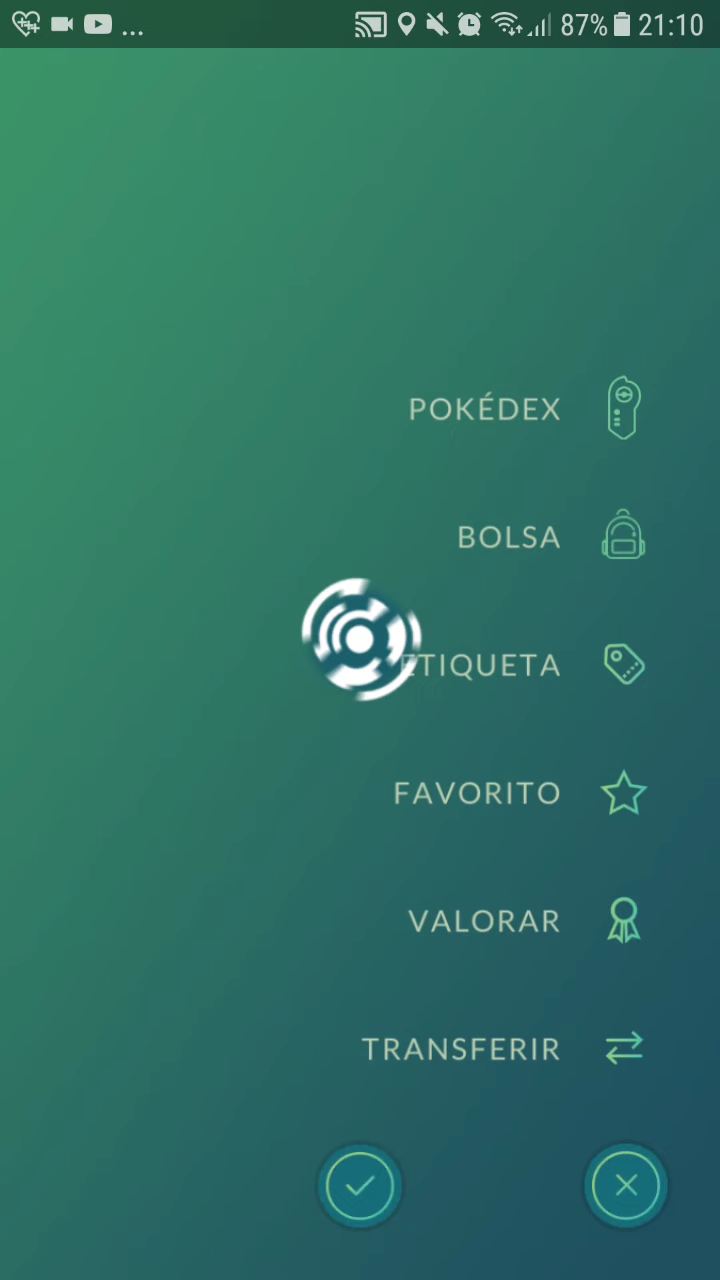 ... 87% 21:10
POKÉDEX
BOLSA
ETIQUETA
FAVORITO
VALORAR
TRANSFERIR